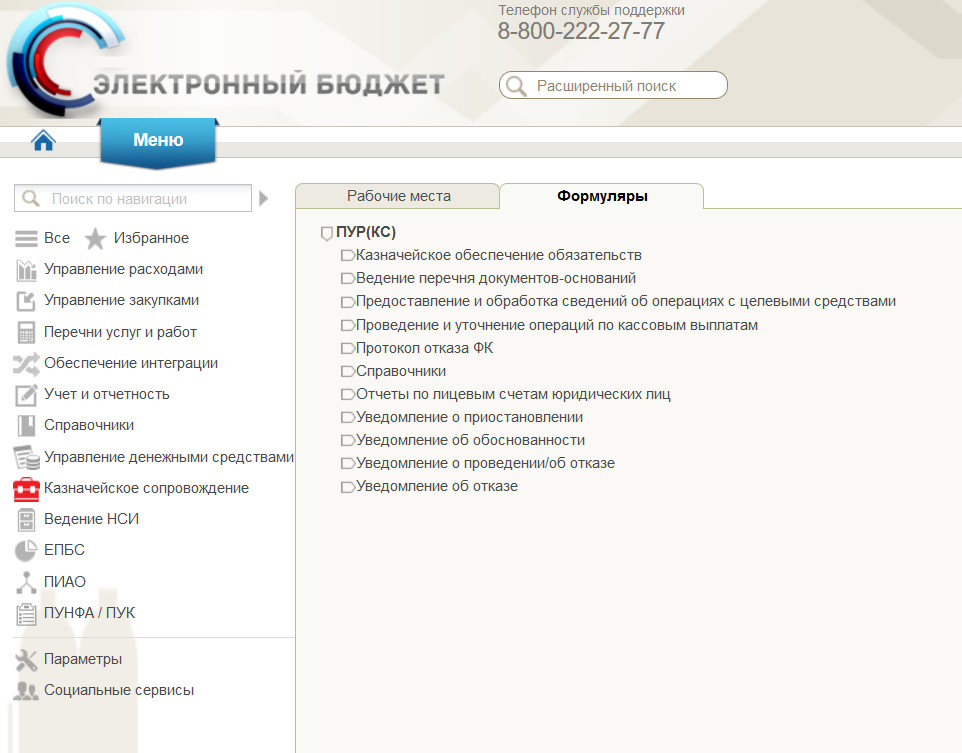 Телефон службы поддержки
8-800-222-27-77
ЭЛЕКТРОННЫЙ БЮДЖЕТ
Расширенный поиск
Меню
Поиск по навигации
Все
Избранное
Управление расходами
Управление закупками
Перечни услуг и работ
Обеспечение интеграции
Учет и отчетность
Справочники
Управление денежными средствами
Казначейское сопровождение
Ведение НСИ
ЕПБС
ПИАО
ПУНФА / ПУК
Параметры
Социальные сервисы
Рабочие места
Формуляры
ПУР(КС)
Казначейское обеспечение обязательств
Ведение перечня документов-оснований
Предоставление и обработка сведений об операциях с целевыми средствами
Проведение и уточнение операций по кассовым выплатам
Протокол отказа ФК
Справочники
Отчеты по лицевым счетам юридических лиц
Уведомление о приостановлении
Уведомление об обоснованности
Уведомление о проведении/об отказе
Уведомление об отказе